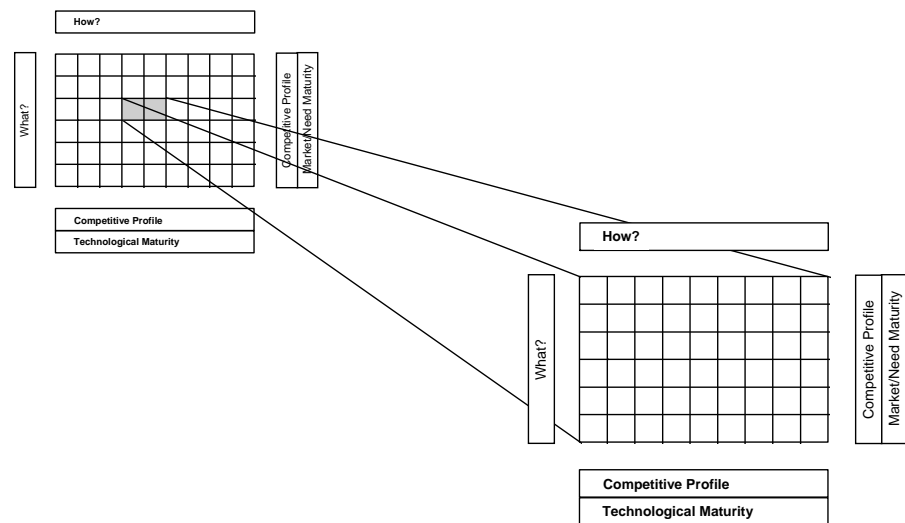 How?
What?
Competitive Profile
Market/Need Maturity
Competitive Profile
Technological Maturity
How?
What?
Competitive Profile
Market/Need Maturity
Competitive Profile
Technological Maturity